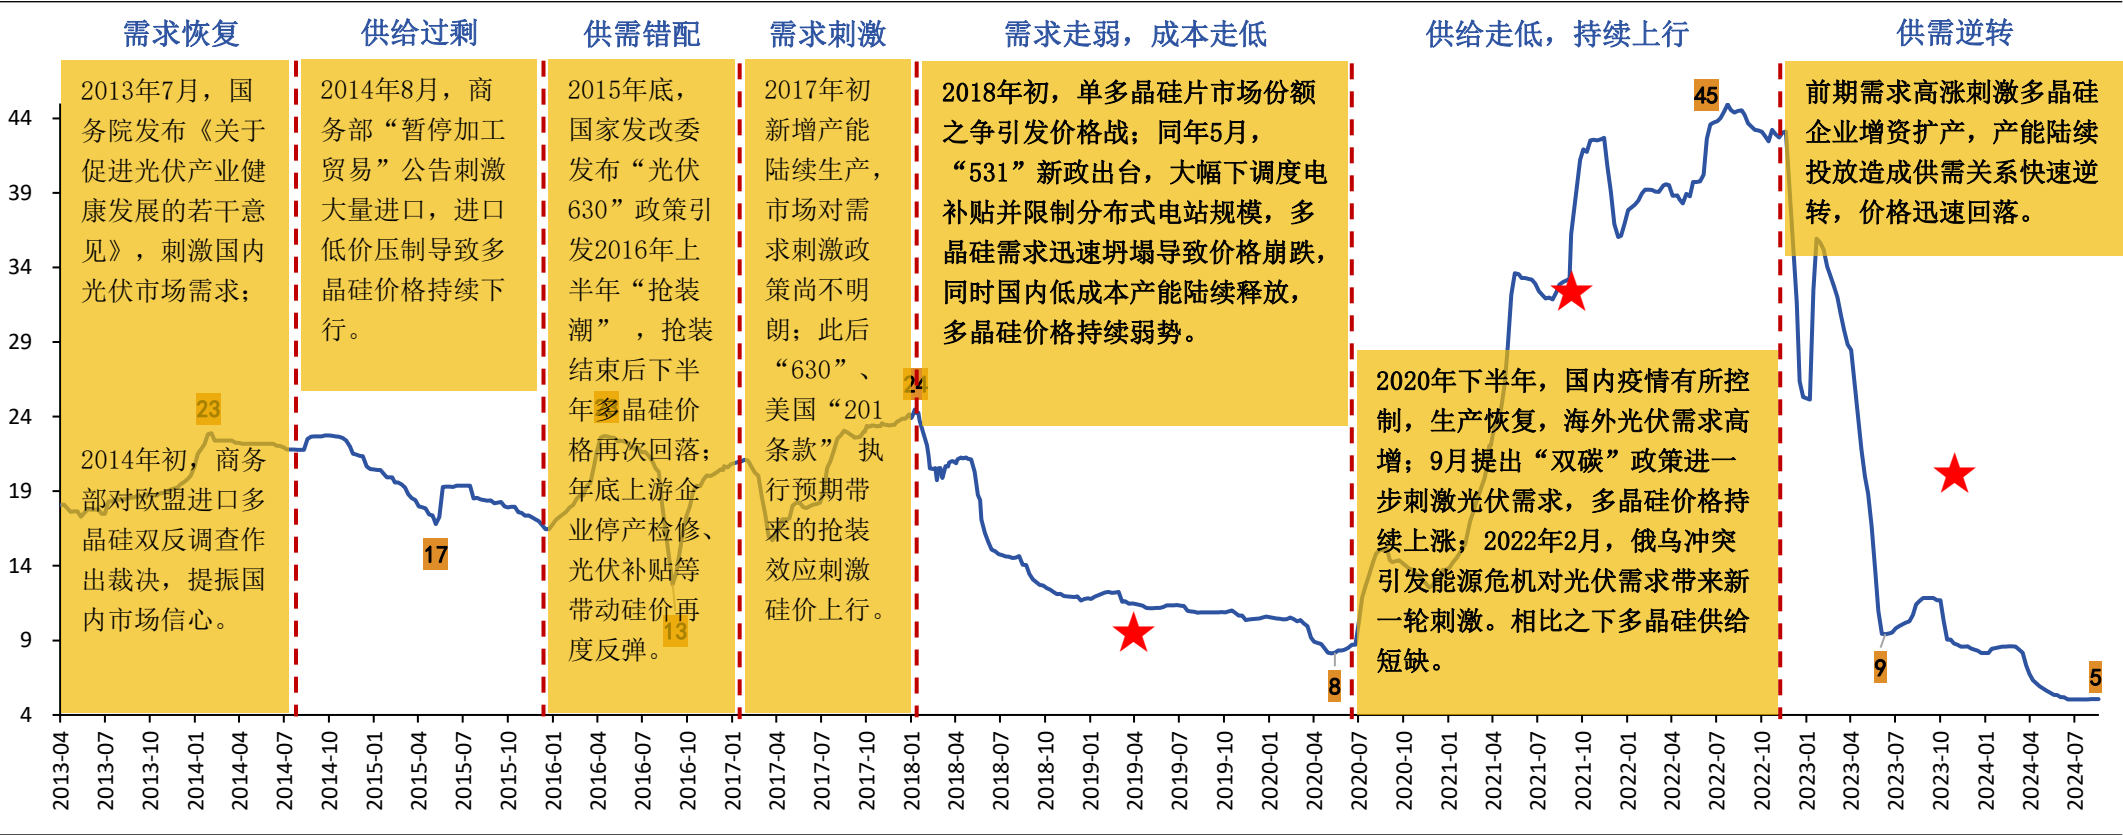 需求恢复
供给过剩
供需错配
需求刺激
需求走弱，成本走低
供给走低，持续上行
供需逆转
2013年7月，国
务院发布《关于
促进光伏产业健
康发展的若干意
见》，刺激国内
光伏市场需求；
2014年初，商务
部对欧盟进口多
晶硅双反调查作
出裁决，提振国
内市场信心。
2014年8月，商
务部“暂停加工
贸易”公告刺激
大量进口，进口
低价压制导致多
晶硅价格持续下
行。
2015年底，
国家发改委
发布“光伏
630”政策引
发2016年上
半年“抢装
潮” ，抢装
结束后下半
年多晶硅价
格再次回落；
年底上游企
业停产检修、
光伏补贴等
带动硅价再
度反弹。
2017年初
新增产能
陆续生产，
市场对需
求刺激政
策尚不明
朗；此后
“630”、
美国“201
条款” 执
行预期带
来的抢装
效应刺激
硅价上行。
2018年初，单多晶硅片市场份额
之争引发价格战；同年5月，
“531”新政出台，大幅下调度电
补贴并限制分布式电站规模，多
晶硅需求迅速坍塌导致价格崩跌，
同时国内低成本产能陆续释放，
多晶硅价格持续弱势。
2020年下半年，国内疫情有所控
制，生产恢复，海外光伏需求高
增；9月提出“双碳”政策进一
步刺激光伏需求，多晶硅价格持
续上涨；2022年2月，俄乌冲突
引发能源危机对光伏需求带来新
一轮刺激。相比之下多晶硅供给
短缺。
前期需求高涨刺激多晶硅
企业增资扩产，产能陆续
投放造成供需关系快速逆
转，价格迅速回落。
23
17
13
24
8
45
9
5
44
39
34
29
24
19
14
9
4
2013-04
2013-07
2013-10
2014-01
2014-04
2014-07
2014-10
2015-01
2015-04
2015-07
2015-10
2016-01
2016-04
2016-07
2016-10
2017-01
2017-04
2017-07
2017-10
2018-01
2018-04
2018-07
2018-10
2019-01
2019-04
2019-07
2019-10
2020-01
2020-04
2020-07
2020-10
2021-01
2021-04
2021-07
2021-10
2022-01
2022-04
2022-07
2022-10
2023-01
2023-04
2023-07
2023-10
2024-01
2024-04
2024-07